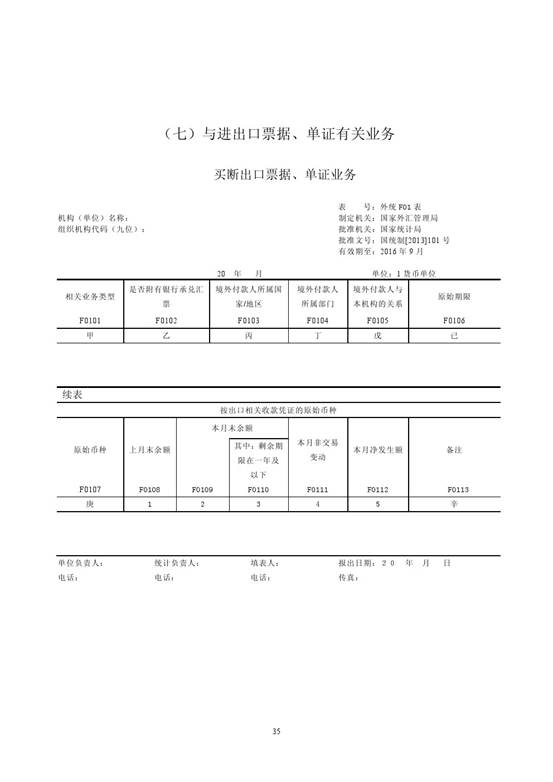 （七）与进出口票据、单证有关业务
买断出口票据、单证业务
表　　号：外统 F01 表
机构（单位）名称：　　制定机关：国家外汇管理局
组织机构代码（九位）：　　批准机关：国家统计局
批准文号：国统制[2013]101 号
有效期至：2016 年 9 月
20　年　月　　单位：1 货币单位
相关业务类型　是否附有银行承兑汇票　境外付款人所属国家/地区　境外付款人所属部门　境外付款人与本机构的关系　原始期限
F0101　F0102　F0103　F0104　F0105　F0106
甲　乙　丙　丁　戊　己
续表
按出口相关收款凭证的原始币种
原始币种　上月末余额　本月末余额　其中：剩余期限在一年及以下　本月非交易变动　本月净发生额　备注
F0107　F0108　F0109　F0110　F0111　F0112　F0113
庚　1　2　3　4　5　辛
单位负责人：　统计负责人：　填表人：　报出日期：２０　年　月　日
电话：　电话：　电话：　传真：
35